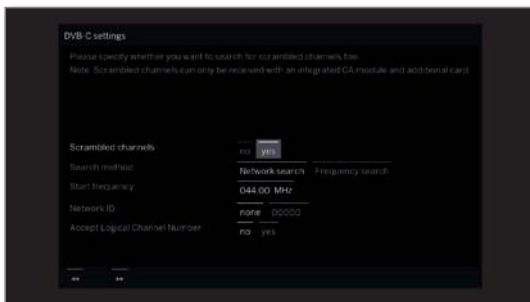 DVB-C settings
Please specify whether you want to search for scrambled channels too.
Note: Scrambled channels can only be received with an integrated CA module and additional card.
Scrambled channels no yes
Search method Network search Frequency search
Start frequency 044.00 MHz
Network ID none 00000
Accept Logical Channel Number no yes